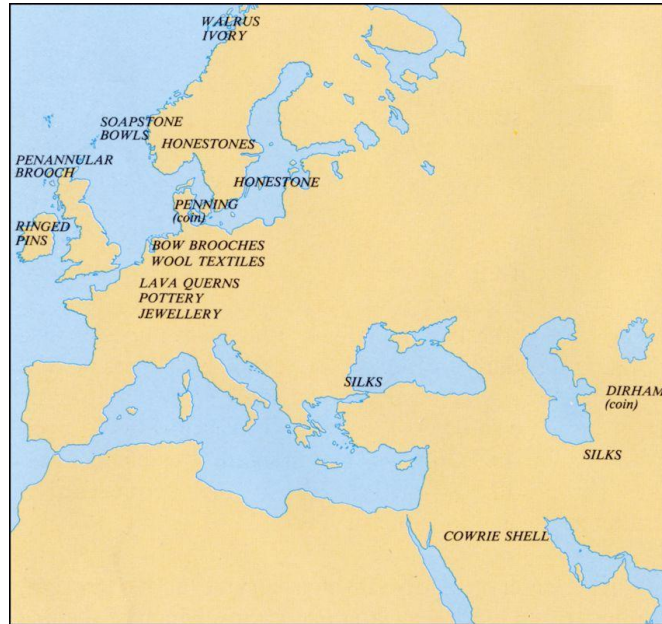 WALRUS
IVORY
SOAPSTONE
BOWLS
HONESTONES
PENANNULAR
BROOCH
HONESTONE
PENNING
(coin)
RINGED
PINS
BOW BROOCHES
WOOL TEXTILES
LAVA QUERNS
POTTERY
JEWELLERY
SILKS
DIRHAM
(coin)
SILKS
COWRIE SHELL